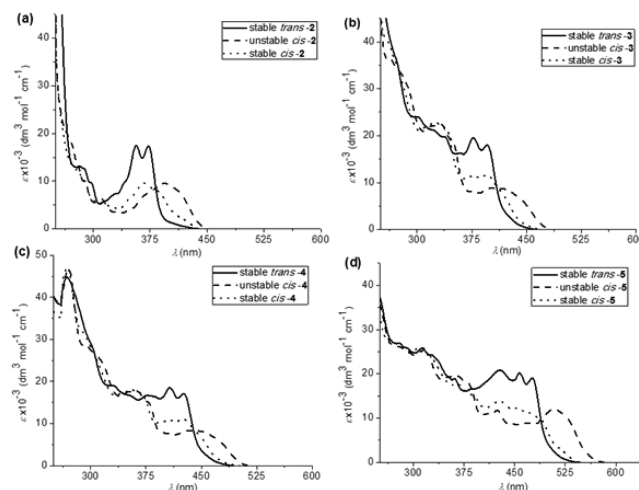 (a)
stable trans-2
unstable cis-2
stable cis-2
εx10⁻³ (dm³ mol⁻¹ cm⁻¹)
40
30
20
10
0
300 375 450 525 600
λ (nm)
(b)
stable trans-3
unstable cis-3
stable cis-3
εx10⁻³ (dm³ mol⁻¹ cm⁻¹)
40
30
20
10
0
300 375 450 525 600
λ (nm)
(c)
stable trans-4
unstable cis-4
stable cis-4
εx10⁻³ (dm³ mol⁻¹ cm⁻¹)
50
40
30
20
10
0
300 375 450 525 600
λ (nm)
(d)
stable trans-5
unstable cis-5
stable cis-5
εx10⁻³ (dm³ mol⁻¹ cm⁻¹)
40
30
20
10
0
300 375 450 525 600
λ (nm)